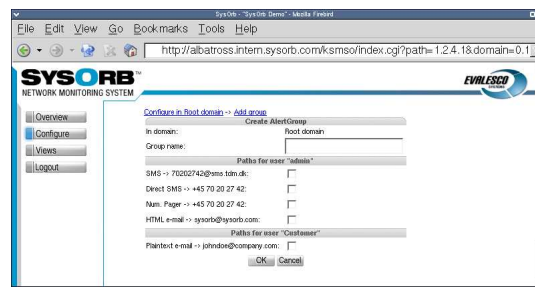 SysOrb - "SysOrb Demo" - Mozilla Firebird
File Edit View Go Bookmarks Tools Help
http://albatross.intern.sysorb.com/ksmso/index.cgi?path=1.2.4.1&domain=0.1
SYSORB™
NETWORK MONITORING SYSTEM
EVALESCO
SYSTEMS
Overview
Configure
Views
Logout
Configure in Root domain -> Add group
Create AlertGroup
In domain: Root domain
Group name:
Paths for user "admin"
SMS -> 70202742@sms.tdm.dk:
Direct SMS -> +45 70 20 27 42:
Num. Pager -> +45 70 20 27 42:
HTML e-mail -> sysorb@sysorb.com:
Paths for user "Customer"
Plaintext e-mail -> johndoe@company.com:
OK Cancel